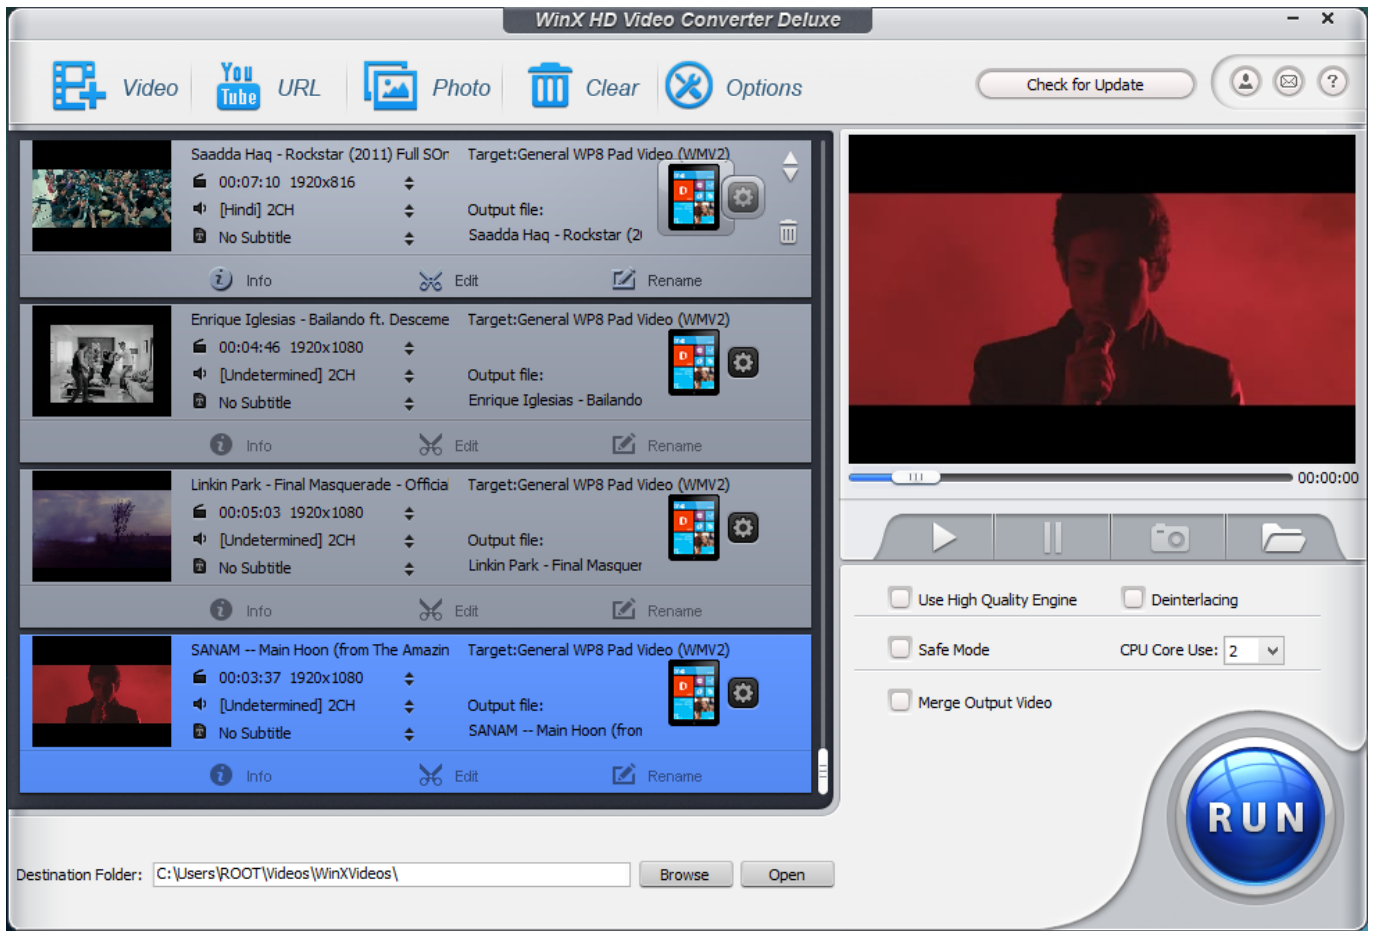 WinX HD Video Converter Deluxe
Video
You Tube URL
Photo
Clear
Options
Check for Update
?
Saadda Haq - Rockstar (2011) Full SOn
Target:General WP8 Pad Video (WMV2)
00:07:10 1920x816
[Hindi] 2CH
Output file:
No Subtitle
Saadda Haq - Rockstar (20
Info
Edit
Rename
Enrique Iglesias - Bailando ft. Desceme
Target:General WP8 Pad Video (WMV2)
00:04:46 1920x1080
[Undetermined] 2CH
Output file:
No Subtitle
Enrique Iglesias - Bailando
Info
Edit
Rename
Linkin Park - Final Masquerade - Official
Target:General WP8 Pad Video (WMV2)
00:05:03 1920x1080
[Undetermined] 2CH
Output file:
No Subtitle
Linkin Park - Final Masquer
Info
Edit
Rename
SANAM -- Main Hoon (from The Amazin
Target:General WP8 Pad Video (WMV2)
00:03:37 1920x1080
[Undetermined] 2CH
Output file:
No Subtitle
SANAM -- Main Hoon (from
Info
Edit
Rename
00:00:00
Use High Quality Engine
Deinterlacing
Safe Mode
CPU Core Use: 2
Merge Output Video
RUN
Destination Folder: C:\Users\ROOT\Videos\WinXVideos\
Browse
Open